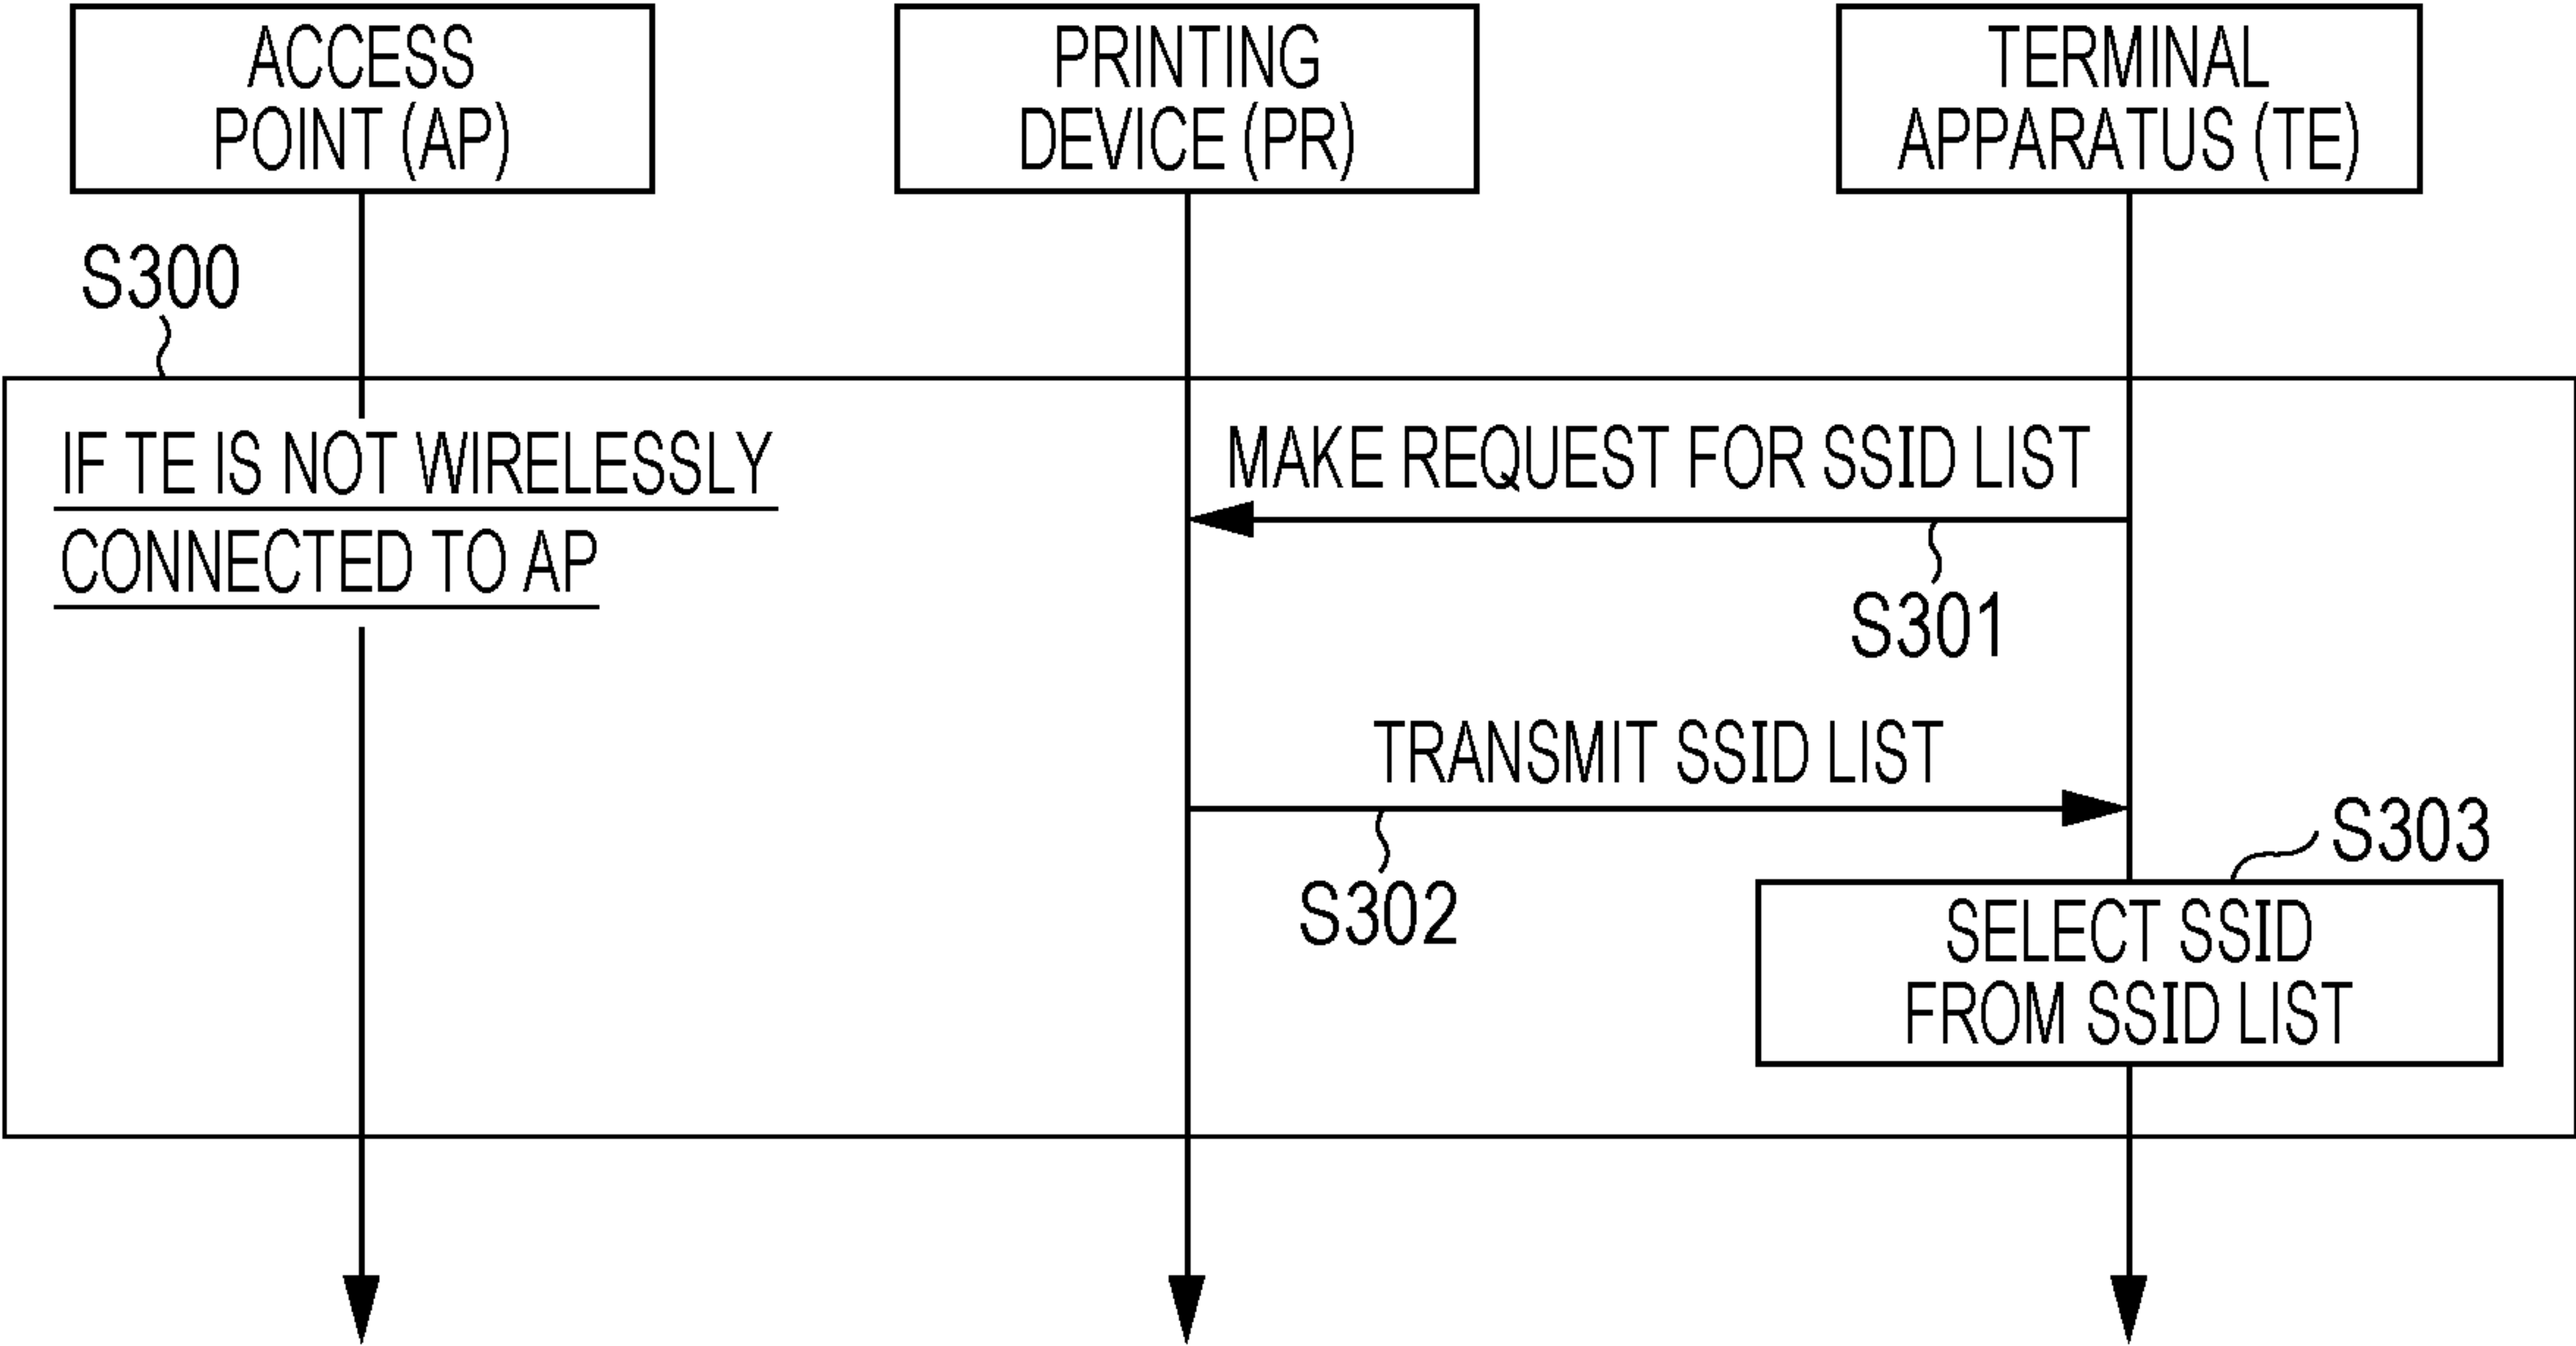 ACCESS
POINT (AP)
PRINTING
DEVICE (PR)
TERMINAL
APPARATUS (TE)
S300
IF TE IS NOT WIRELESSLY
CONNECTED TO AP
MAKE REQUEST FOR SSID LIST
S301
TRANSMIT SSID LIST
S302
S303
SELECT SSID
FROM SSID LIST